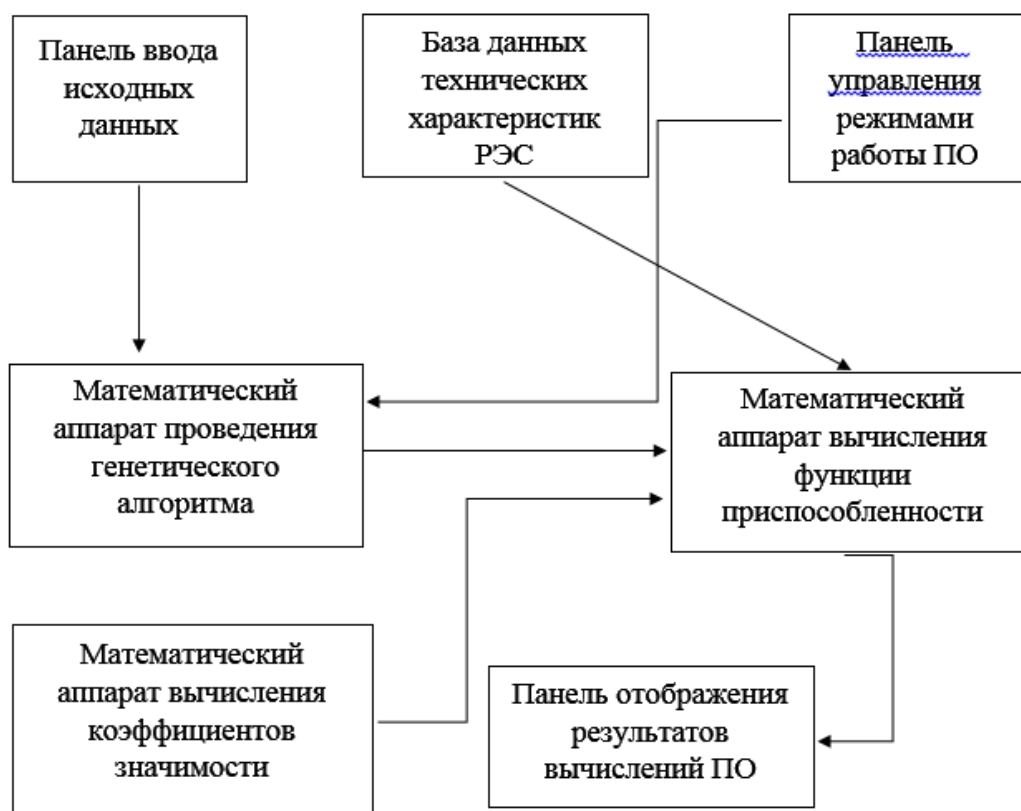 Панель ввода
исходных
данных
База данных
технических
характеристик
РЭС
Панель
управления
режимами
работы ПО
Математический
аппарат проведения
генетического
алгоритма
Математический
аппарат вычисления
функции
приспособленности
Математический
аппарат вычисления
коэффициентов
значимости
Панель отображения
результатов
вычислений ПО